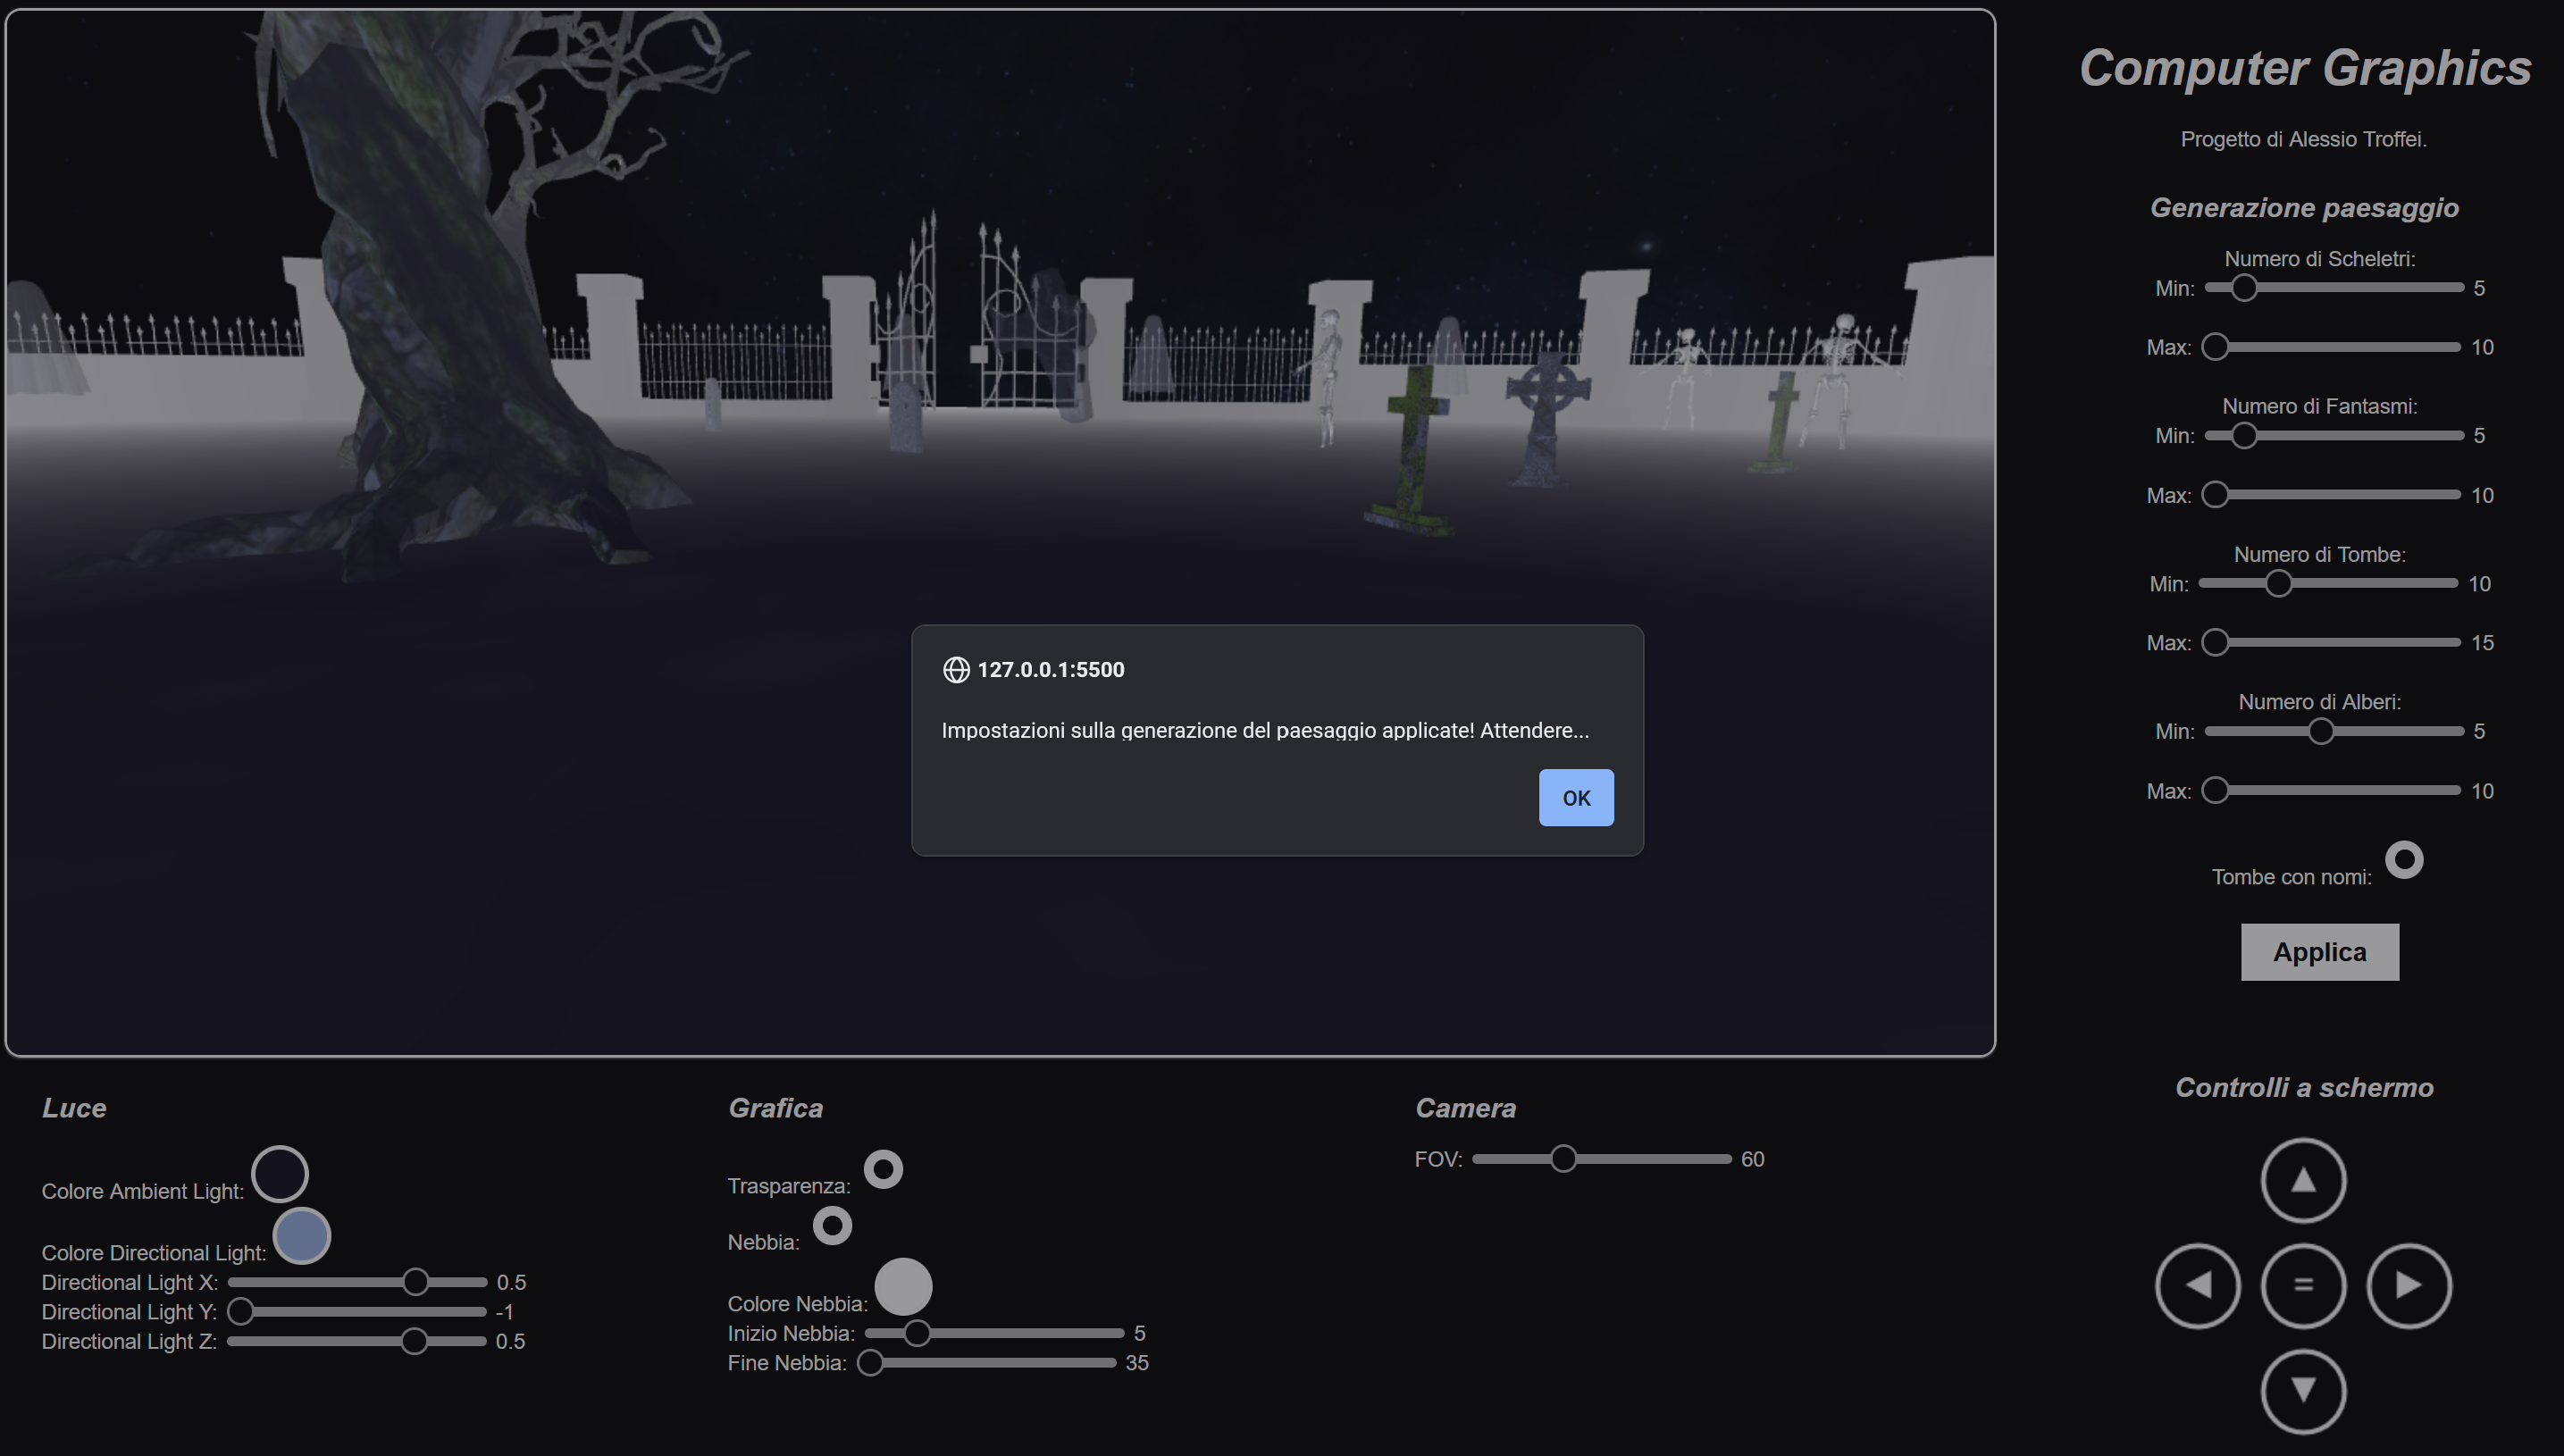 Computer Graphics
Progetto di Alessio Troffei.
Generazione paesaggio
Numero di Scheletri:
Min: 5
Max: 10
Numero di Fantasmi:
Min: 5
Max: 10
Numero di Tombe:
Min: 10
Max: 15
Numero di Alberi:
Min: 5
Max: 10
Tombe con nomi:
Applica
127.0.0.1:5500
Impostazioni sulla generazione del paesaggio applicate! Attendere...
OK
Luce
Colore Ambient Light:
Colore Directional Light:
Directional Light X: 0.5
Directional Light Y: -1
Directional Light Z: 0.5
Grafica
Trasparenza:
Nebbia:
Colore Nebbia:
Inizio Nebbia: 5
Fine Nebbia: 35
Camera
FOV: 60
Controlli a schermo
▲
◀ = ▶
▼